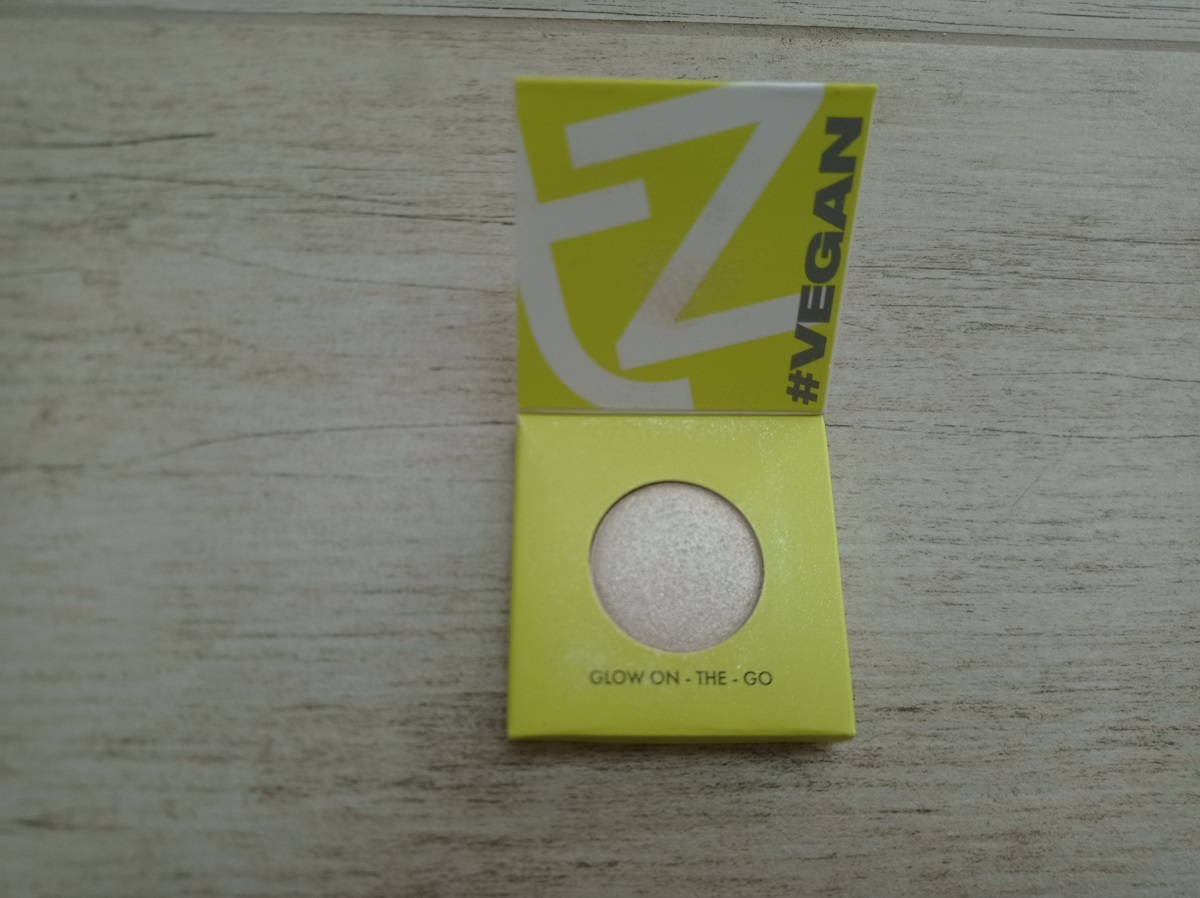 #VEGAN
GLOW ON - THE - GO